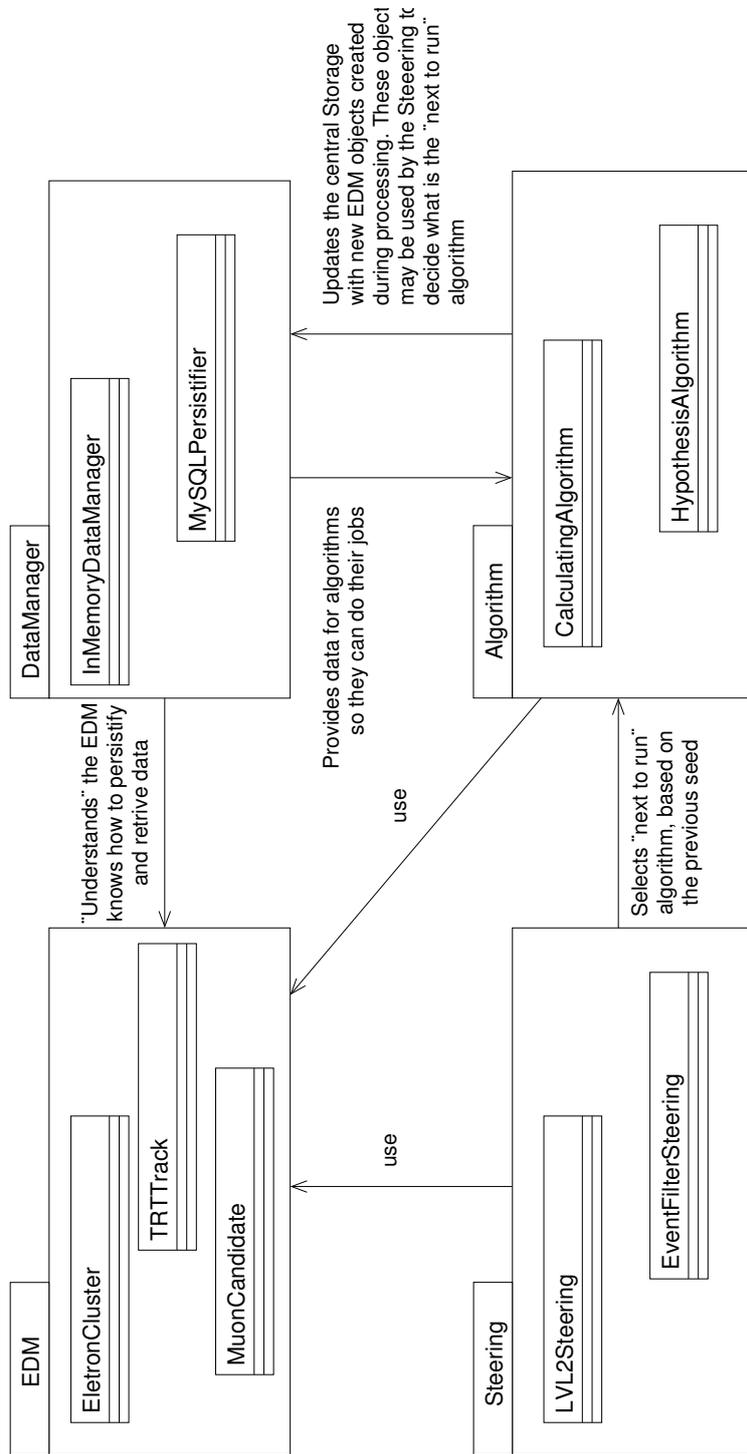 EDM
EletronCluster
TRTTrack
MuonCandidate
¨Understands¨ the EDM
knows how to persistify
and retrive data
DataManager
InMemoryDataManager
MySQLPersistifier
use
use
Provides data for algorithms
so they can do their jobs
Updates the central Storage
with new EDM objects created
during processing. These object
may be used by the Steeering to
decide what is the ¨next to run¨
algorithm
Steering
LVL2Steering
EventFilterSteering
Selects ¨next to run¨
algorithm, based on
the previous seed
Algorithm
CalculatingAlgorithm
HypothesisAlgorithm